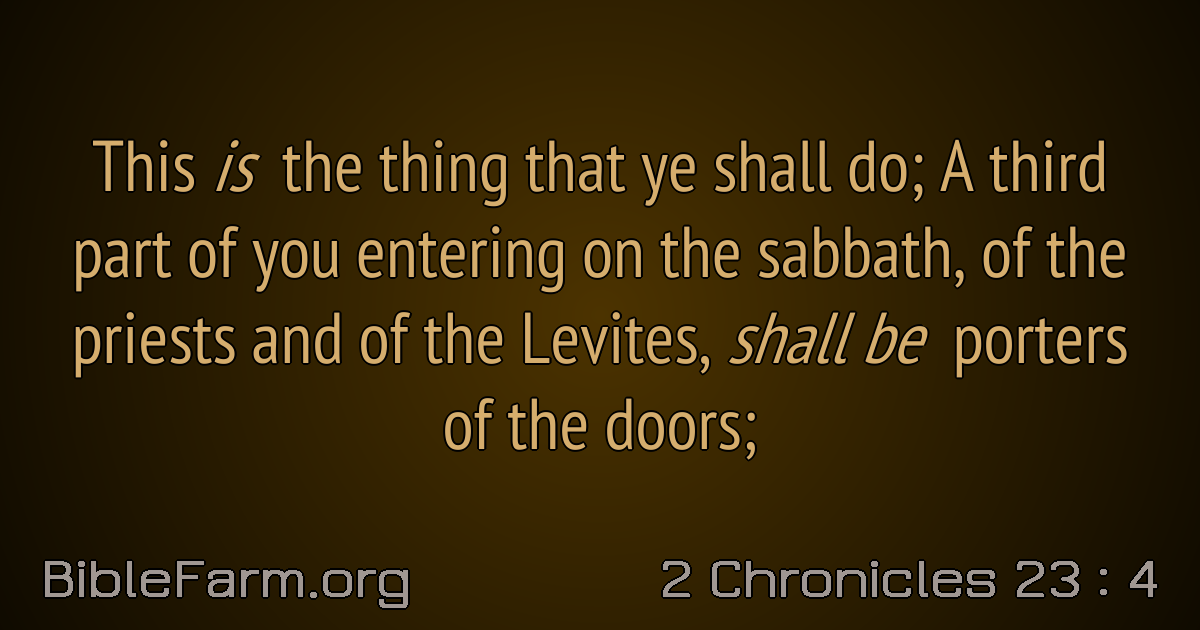 This is the thing that ye shall do; A third
part of you entering on the sabbath, of the
priests and of the Levites, shall be porters
of the doors;
BibleFarm.org
2 Chronicles 23 : 4